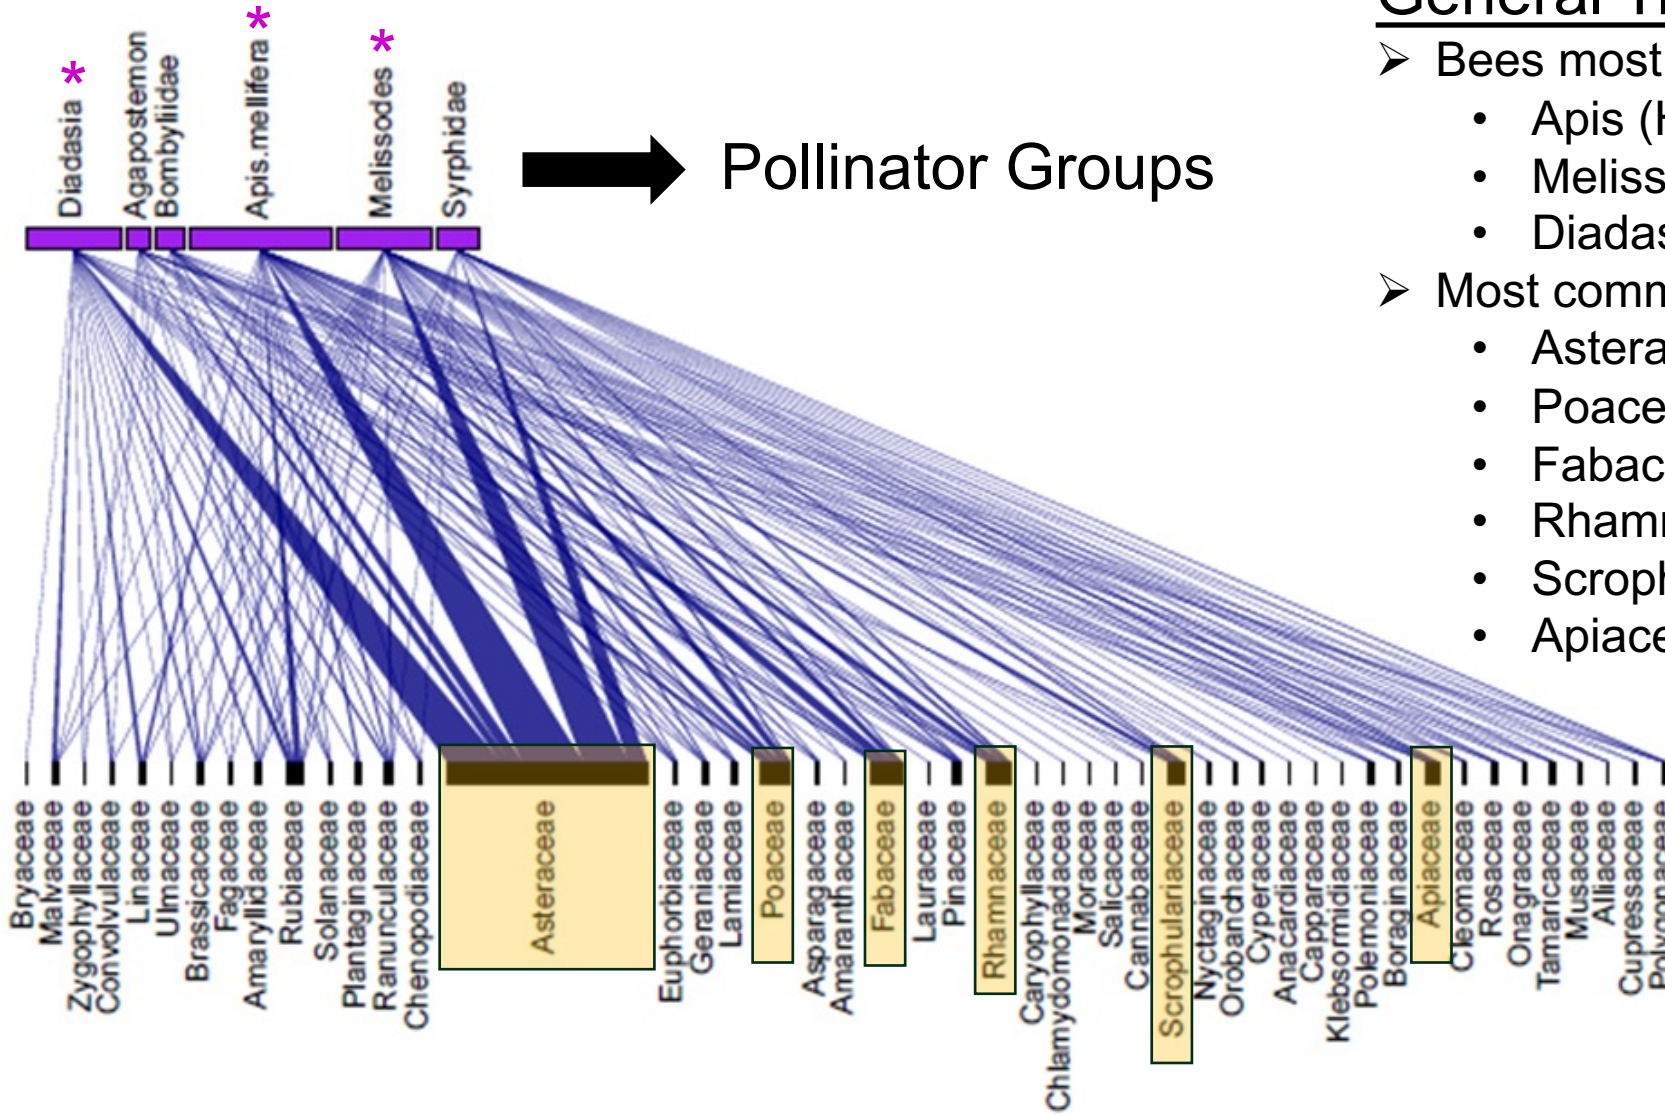 General Tr
➢ Bees most
• Apis (H
• Meliss
• Diadas
➢ Most comm
• Astera
• Poace
• Fabac
• Rhamn
• Scroph
• Apiace
* * *
Diadasia
Agapostemon
Bombyliidae
Apis.mellifera
Melissodes
Syrphidae
Pollinator Groups
Bryaceae
Malvaceae
Zygophyllaceae
Convolvulaceae
Linaceae
Ulmaceae
Brassicaceae
Fagaceae
Amaryllidaceae
Rubiaceae
Solanaceae
Plantaginaceae
Ranunculaceae
Chenopodiaceae
Asteraceae
Euphorbiaceae
Geraniaceae
Lamiaceae
Poaceae
Asparagaceae
Amaranthaceae
Fabaceae
Lauraceae
Pinaceae
Rhamnaceae
Caryophyllaceae
Chlamydomonadaceae
Moraceae
Salicaceae
Cannabaceae
Scrophulariaceae
Nyctaginaceae
Orobanchaceae
Cyperaceae
Anacardiaceae
Capparaceae
Klebsormidiaceae
Polemoniaceae
Boraginaceae
Apiaceae
Cleomaceae
Rosaceae
Onagraceae
Tamaricaceae
Musaceae
Alliaceae
Cupressaceae
Polygonaceae